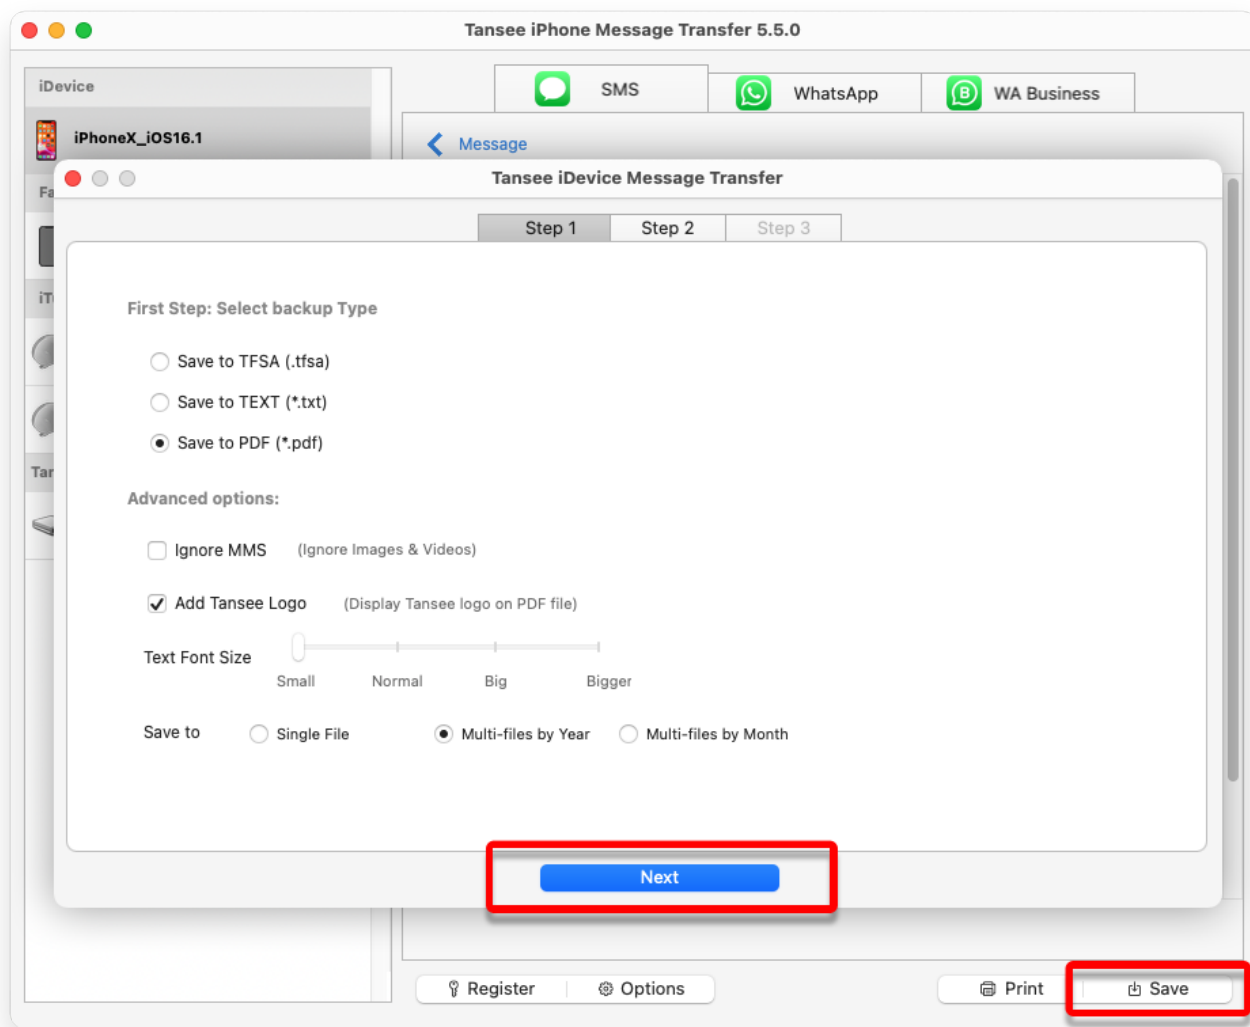 Tansee iPhone Message Transfer 5.5.0
iDevice
SMS
WhatsApp
WA Business
iPhoneX_iOS16.1
Message
Fa
iT
Tar
Tansee iDevice Message Transfer
Step 1
Step 2
Step 3
First Step: Select backup Type
Save to TFSA (.tfsa)
Save to TEXT (*.txt)
Save to PDF (*.pdf)
Advanced options:
Ignore MMS (Ignore Images & Videos)
Add Tansee Logo (Display Tansee logo on PDF file)
Text Font Size
Small Normal Big Bigger
Save to Single File Multi-files by Year Multi-files by Month
Next
Register Options Print Save